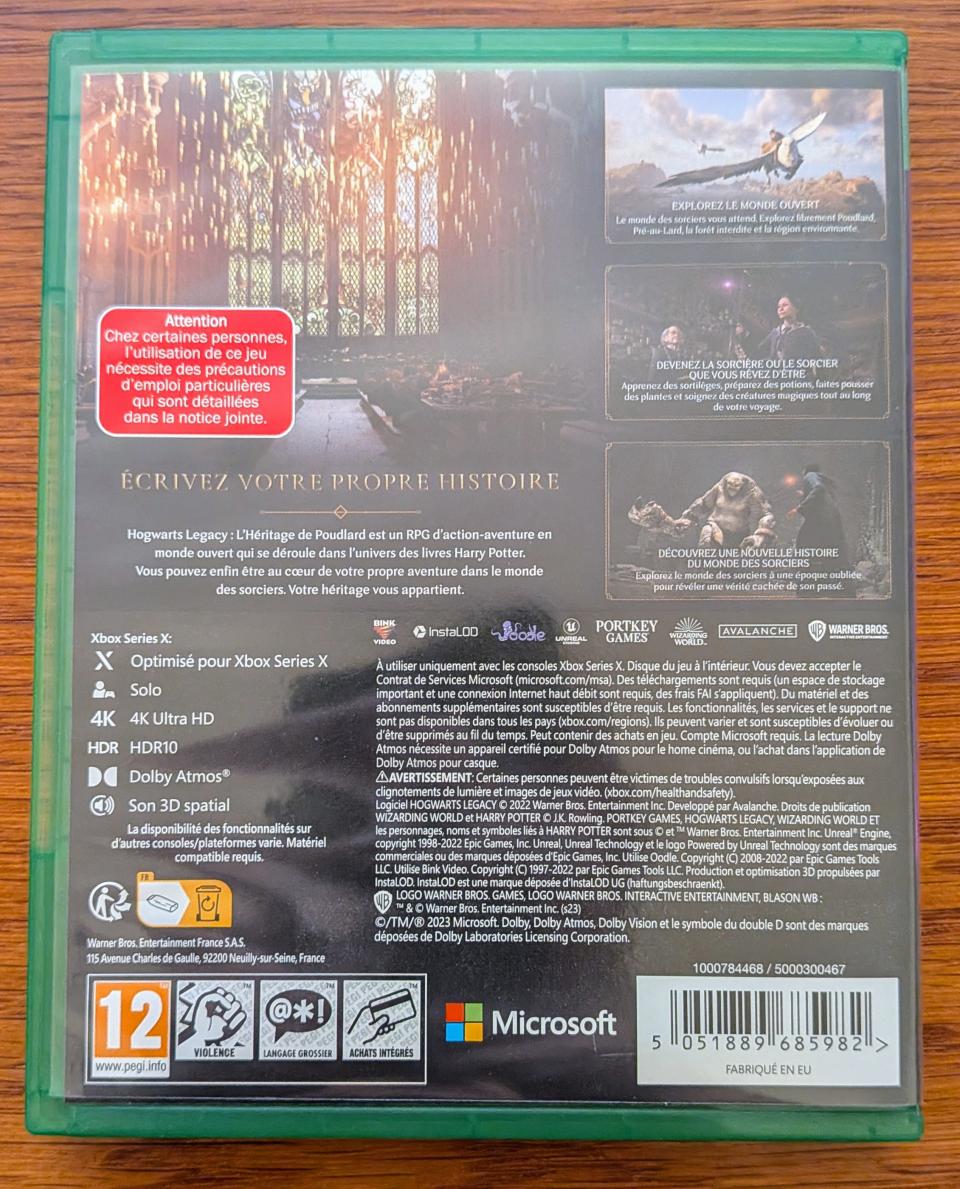 EXPLOREZ LE MONDE OUVERT
Le monde des sorciers vous attend. Explorez librement Poudlard,
Pré-au-Lard, la forêt interdite et la région environnante.
Attention
Chez certaines personnes,
l'utilisation de ce jeu
nécessite des précautions
d'emploi particulières
qui sont détaillées
dans la notice jointe.
DEVENEZ LA SORCIÈRE OU LE SORCIER
QUE VOUS RÊVEZ D'ÊTRE
Apprenez des sortilèges, préparez des potions, faites pousser
des plantes et soignez des créatures magiques tout au long
de votre voyage.
ÉCRIVEZ VOTRE PROPRE HISTOIRE
Hogwarts Legacy : L'Héritage de Poudlard est un RPG d'action-aventure en
monde ouvert qui se déroule dans l'univers des livres Harry Potter.
Vous pouvez enfin être au cœur de votre propre aventure dans le monde
des sorciers. Votre héritage vous appartient.
DÉCOUVREZ UNE NOUVELLE HISTOIRE
DU MONDE DES SORCIERS
Explorez le monde des sorciers à une époque oubliée
pour révéler une vérité cachée de son passé.
BINK VIDEO InstaLOD Oodle UNREAL ENGINE PORTKEY GAMES WIZARDING WORLD AVALANCHE WARNER BROS. INTERACTIVE ENTERTAINMENT
Xbox Series X:
X Optimisé pour Xbox Series X
Solo
4K 4K Ultra HD
HDR HDR10
Dolby Atmos®
Son 3D spatial
La disponibilité des fonctionnalités sur
d'autres consoles/plateformes varie. Matériel
compatible requis.
FR
Warner Bros. Entertainment France S.A.S.
115 Avenue Charles de Gaulle, 92200 Neuilly-sur-Seine, France
À utiliser uniquement avec les consoles Xbox Series X. Disque du jeu à l'intérieur. Vous devez accepter le
Contrat de Services Microsoft (microsoft.com/msa). Des téléchargements sont requis (un espace de stockage
important et une connexion Internet haut débit sont requis, des frais FAI s'appliquent). Du matériel et des
abonnements supplémentaires sont susceptibles d'être requis. Les fonctionnalités, les services et le support ne
sont pas disponibles dans tous les pays (xbox.com/regions). Ils peuvent varier et sont susceptibles d'évoluer ou
d'être supprimés au fil du temps. Peut contenir des achats en jeu. Compte Microsoft requis. La lecture Dolby
Atmos nécessite un appareil certifié pour Dolby Atmos pour le home cinéma, ou l'achat dans l'application de
Dolby Atmos pour casque.
⚠AVERTISSEMENT: Certaines personnes peuvent être victimes de troubles convulsifs lorsqu'exposées aux
clignotements de lumière et images de jeux vidéo. (xbox.com/healthandsafety).
Logiciel HOGWARTS LEGACY © 2022 Warner Bros. Entertainment Inc. Developpé par Avalanche. Droits de publication
WIZARDING WORLD et HARRY POTTER © J.K. Rowling. PORTKEY GAMES, HOGWARTS LEGACY, WIZARDING WORLD ET
les personnages, noms et symboles liés à HARRY POTTER sont sous © et ™ Warner Bros. Entertainment Inc. Unreal® Engine,
copyright 1998-2022 Epic Games, Inc. Unreal, Unreal Technology et le logo Powered by Unreal Technology sont des marques
commerciales ou des marques déposées d'Epic Games, Inc. Utilise Oodle. Copyright (C) 2008-2022 par Epic Games Tools
LLC. Utilise Bink Video. Copyright (C) 1997-2022 par Epic Games Tools LLC. Production et optimisation 3D propulsées par
InstaLOD. InstaLOD est une marque déposée d'InstaLOD UG (haftungsbeschraenkt).
LOGO WARNER BROS. GAMES, LOGO WARNER BROS. INTERACTIVE ENTERTAINMENT, BLASON WB :
™ & © Warner Bros. Entertainment Inc. (s23)
©/TM/® 2023 Microsoft. Dolby, Dolby Atmos, Dolby Vision et le symbole du double D sont des marques
déposées de Dolby Laboratories Licensing Corporation.
1000784468 / 5000300467
12
www.pegi.info
VIOLENCE
@*!
LANGAGE GROSSIER
ACHATS INTÉGRÉS
Microsoft
5 051889 685982 >
FABRIQUÉ EN EU